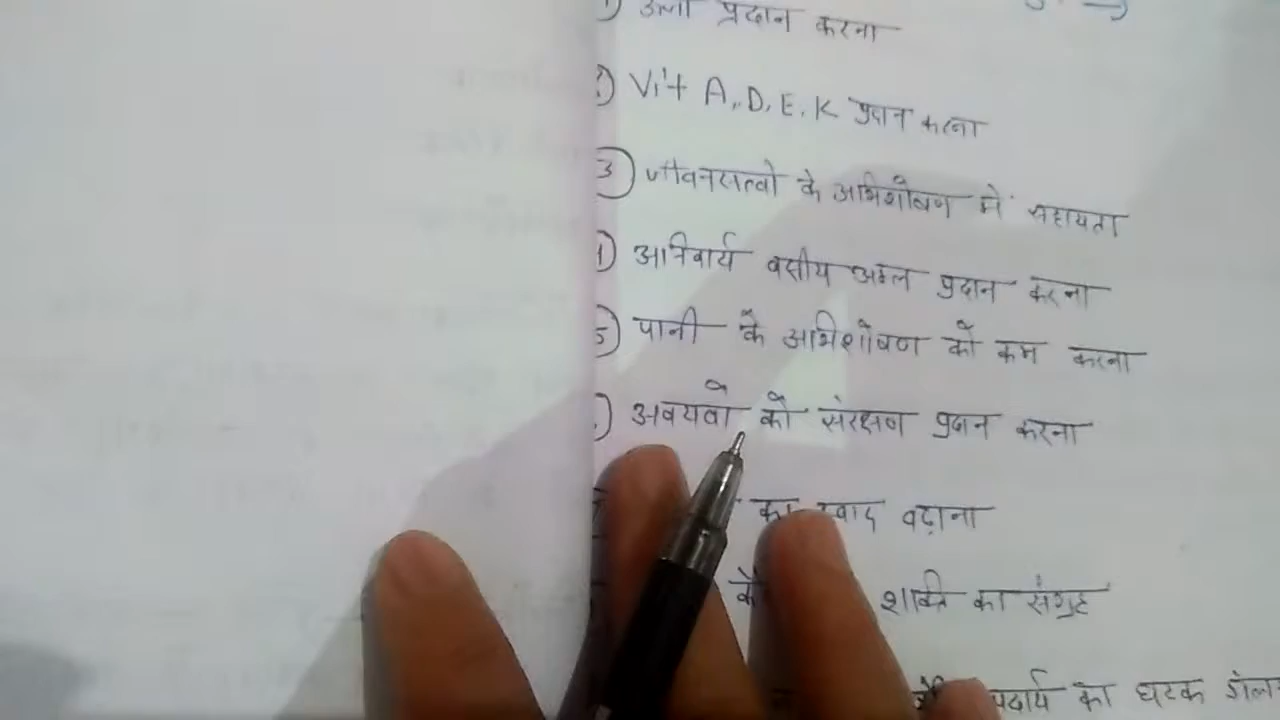 1) ऊर्जा प्रदान करना
2) Vit A, D, E, K प्रदान करना
3) जीवनसत्वो के अभिशोषण में सहायता
4) अनिवार्य वसीय अम्ल प्रदान करना
5) पानी के अभिशोषण को कम करना
) अवयवों को संरक्षण प्रदान करना
का स्वाद बढ़ाना
के शक्ति का संग्रह
पदार्थ का घटक